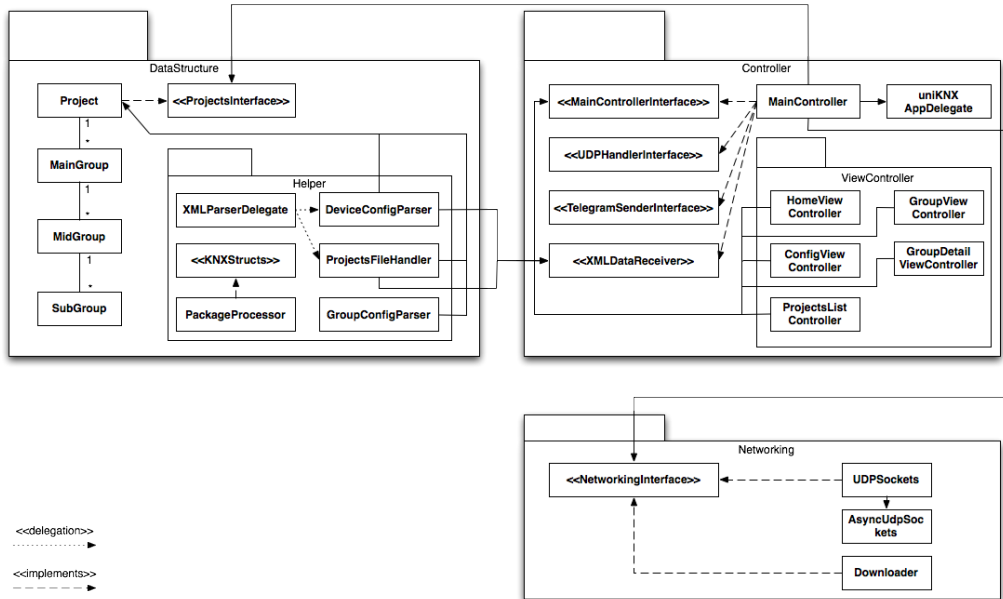 DataStructure
Project
<<ProjectsInterface>>
1
*
MainGroup
1
*
MidGroup
1
*
SubGroup
Helper
XMLParserDelegate
DeviceConfigParser
<<KNXStructs>>
ProjectsFileHandler
PackageProcessor
GroupConfigParser
Controller
<<MainControllerInterface>>
MainController
uniKNX
AppDelegate
<<UDPHandlerInterface>>
<<TelegramSenderInterface>>
<<XMLDataReceiver>>
ViewController
HomeView
Controller
GroupView
Controller
ConfigView
Controller
GroupDetail
ViewController
ProjectsList
Controller
Networking
<<NetworkingInterface>>
UDPSockets
AsyncUdpSoc
kets
Downloader
<<delegation>>
<<implements>>